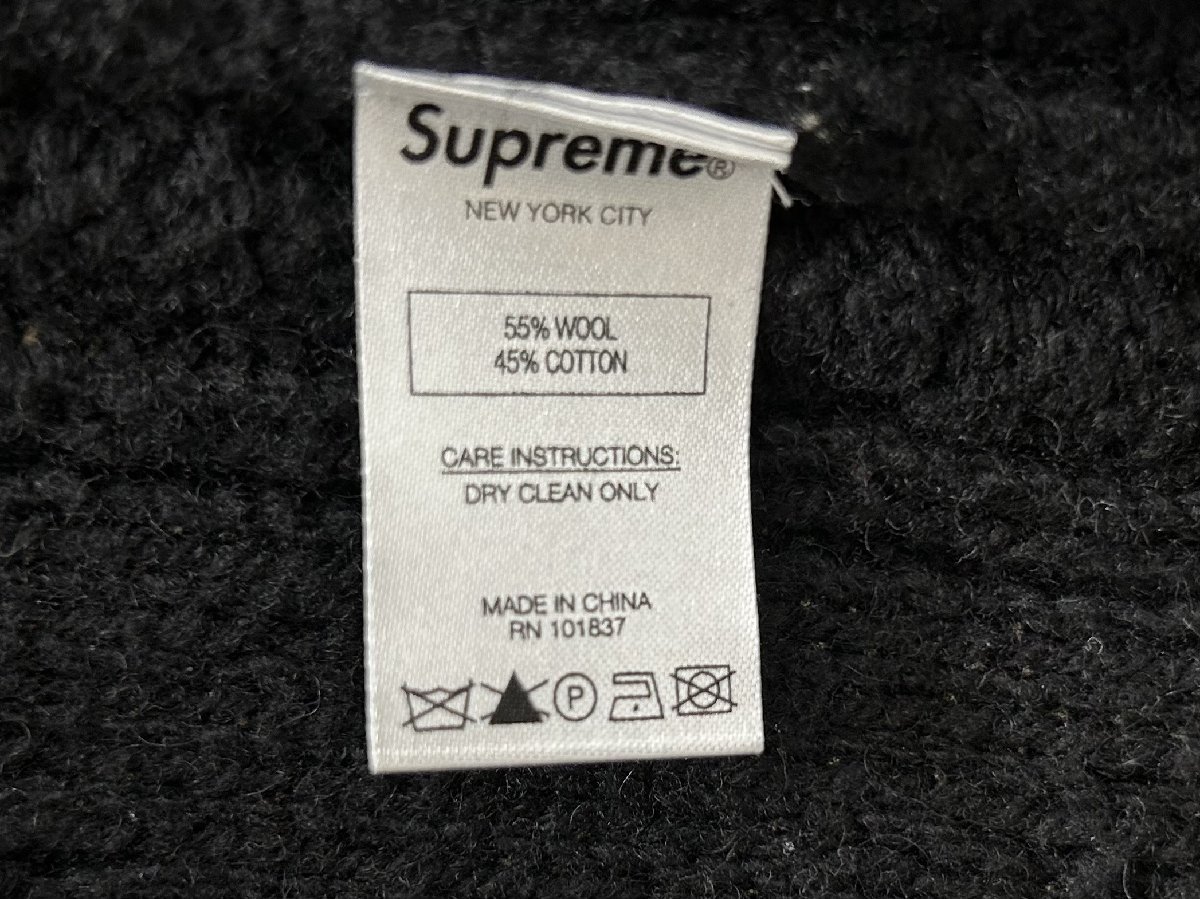 Supreme®
NEW YORK CITY
55% WOOL
45% COTTON
CARE INSTRUCTIONS:
DRY CLEAN ONLY
MADE IN CHINA
RN 101837
P